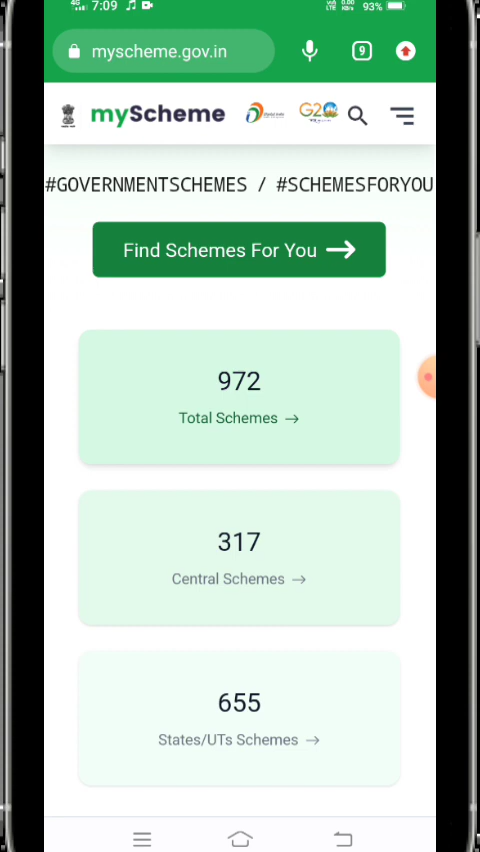 4G 7:09 93%
myscheme.gov.in 9
myScheme G20
#GOVERNMENTSCHEMES / #SCHEMESFORYOU
Find Schemes For You
972
Total Schemes
317
Central Schemes
655
States/UTs Schemes